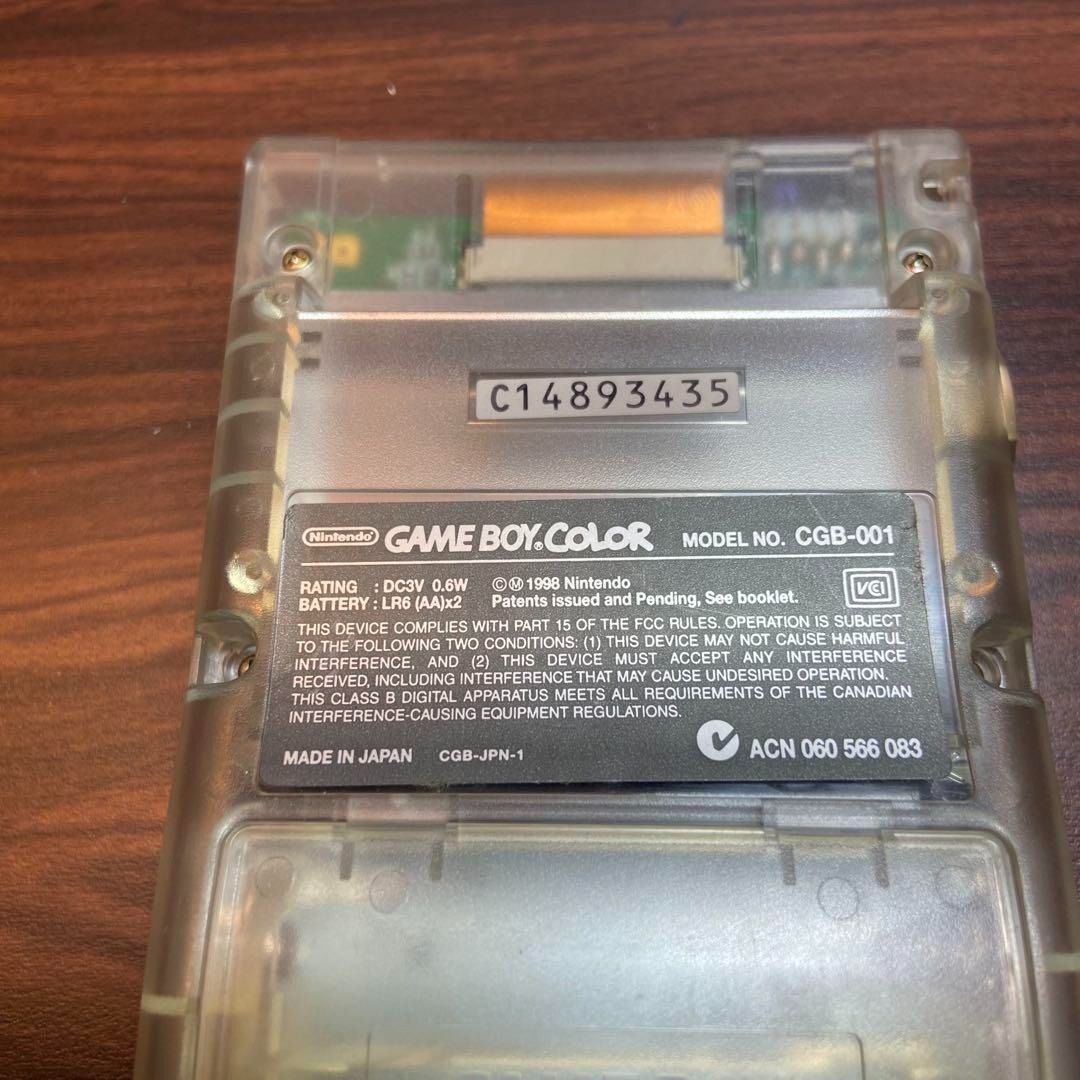 C14893435
Nintendo GAME BOY COLOR MODEL NO. CGB-001
RATING : DC3V 0.6W ©Ⓜ1998 Nintendo
BATTERY : LR6 (AA)x2 Patents issued and Pending, See booklet.
VCI
THIS DEVICE COMPLIES WITH PART 15 OF THE FCC RULES. OPERATION IS SUBJECT
TO THE FOLLOWING TWO CONDITIONS: (1) THIS DEVICE MAY NOT CAUSE HARMFUL
INTERFERENCE, AND (2) THIS DEVICE MUST ACCEPT ANY INTERFERENCE
RECEIVED, INCLUDING INTERFERENCE THAT MAY CAUSE UNDESIRED OPERATION.
THIS CLASS B DIGITAL APPARATUS MEETS ALL REQUIREMENTS OF THE CANADIAN
INTERFERENCE-CAUSING EQUIPMENT REGULATIONS.
MADE IN JAPAN CGB-JPN-1 ACN 060 566 083